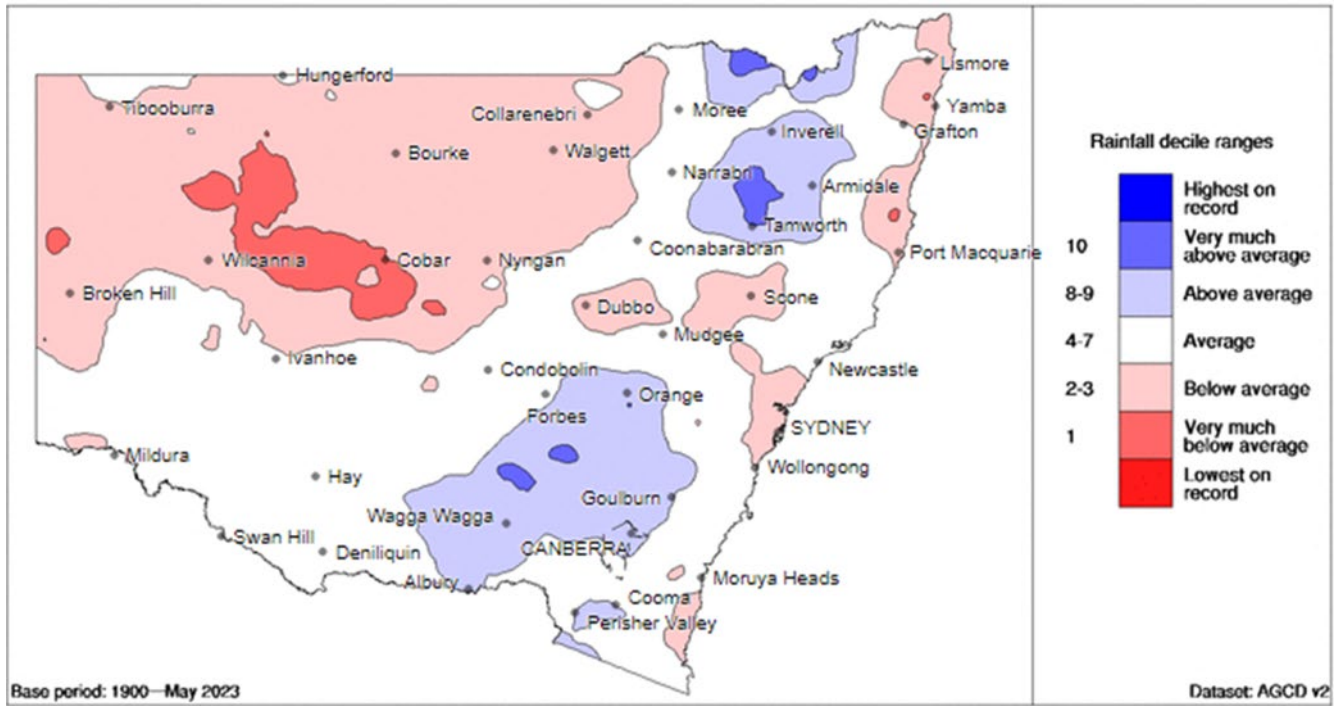 Hungerford
Lismore
Tibooburra
Collarenebri
Moree
Yamba
Inverell
Grafton
Bourke
Walgett
Narrabri
Armidale
Tamworth
Coonabarabran
Port Macquarie
Wilcannia
Cobar
Nyngan
Broken Hill
Dubbo
Scone
Mudgee
Ivanhoe
Condobolin
Newcastle
Orange
Forbes
SYDNEY
Mildura
Wollongong
Hay
Goulburn
Wagga Wagga
Swan Hill
Deniliquin
CANBERRA
Albury
Moruya Heads
Cooma
Perisher Valley
Base period: 1900—May 2023
Rainfall decile ranges
Highest on
record
10
Very much
above average
8-9
Above average
4-7
Average
2-3
Below average
1
Very much
below average
Lowest on
record
Dataset: AGCD v2